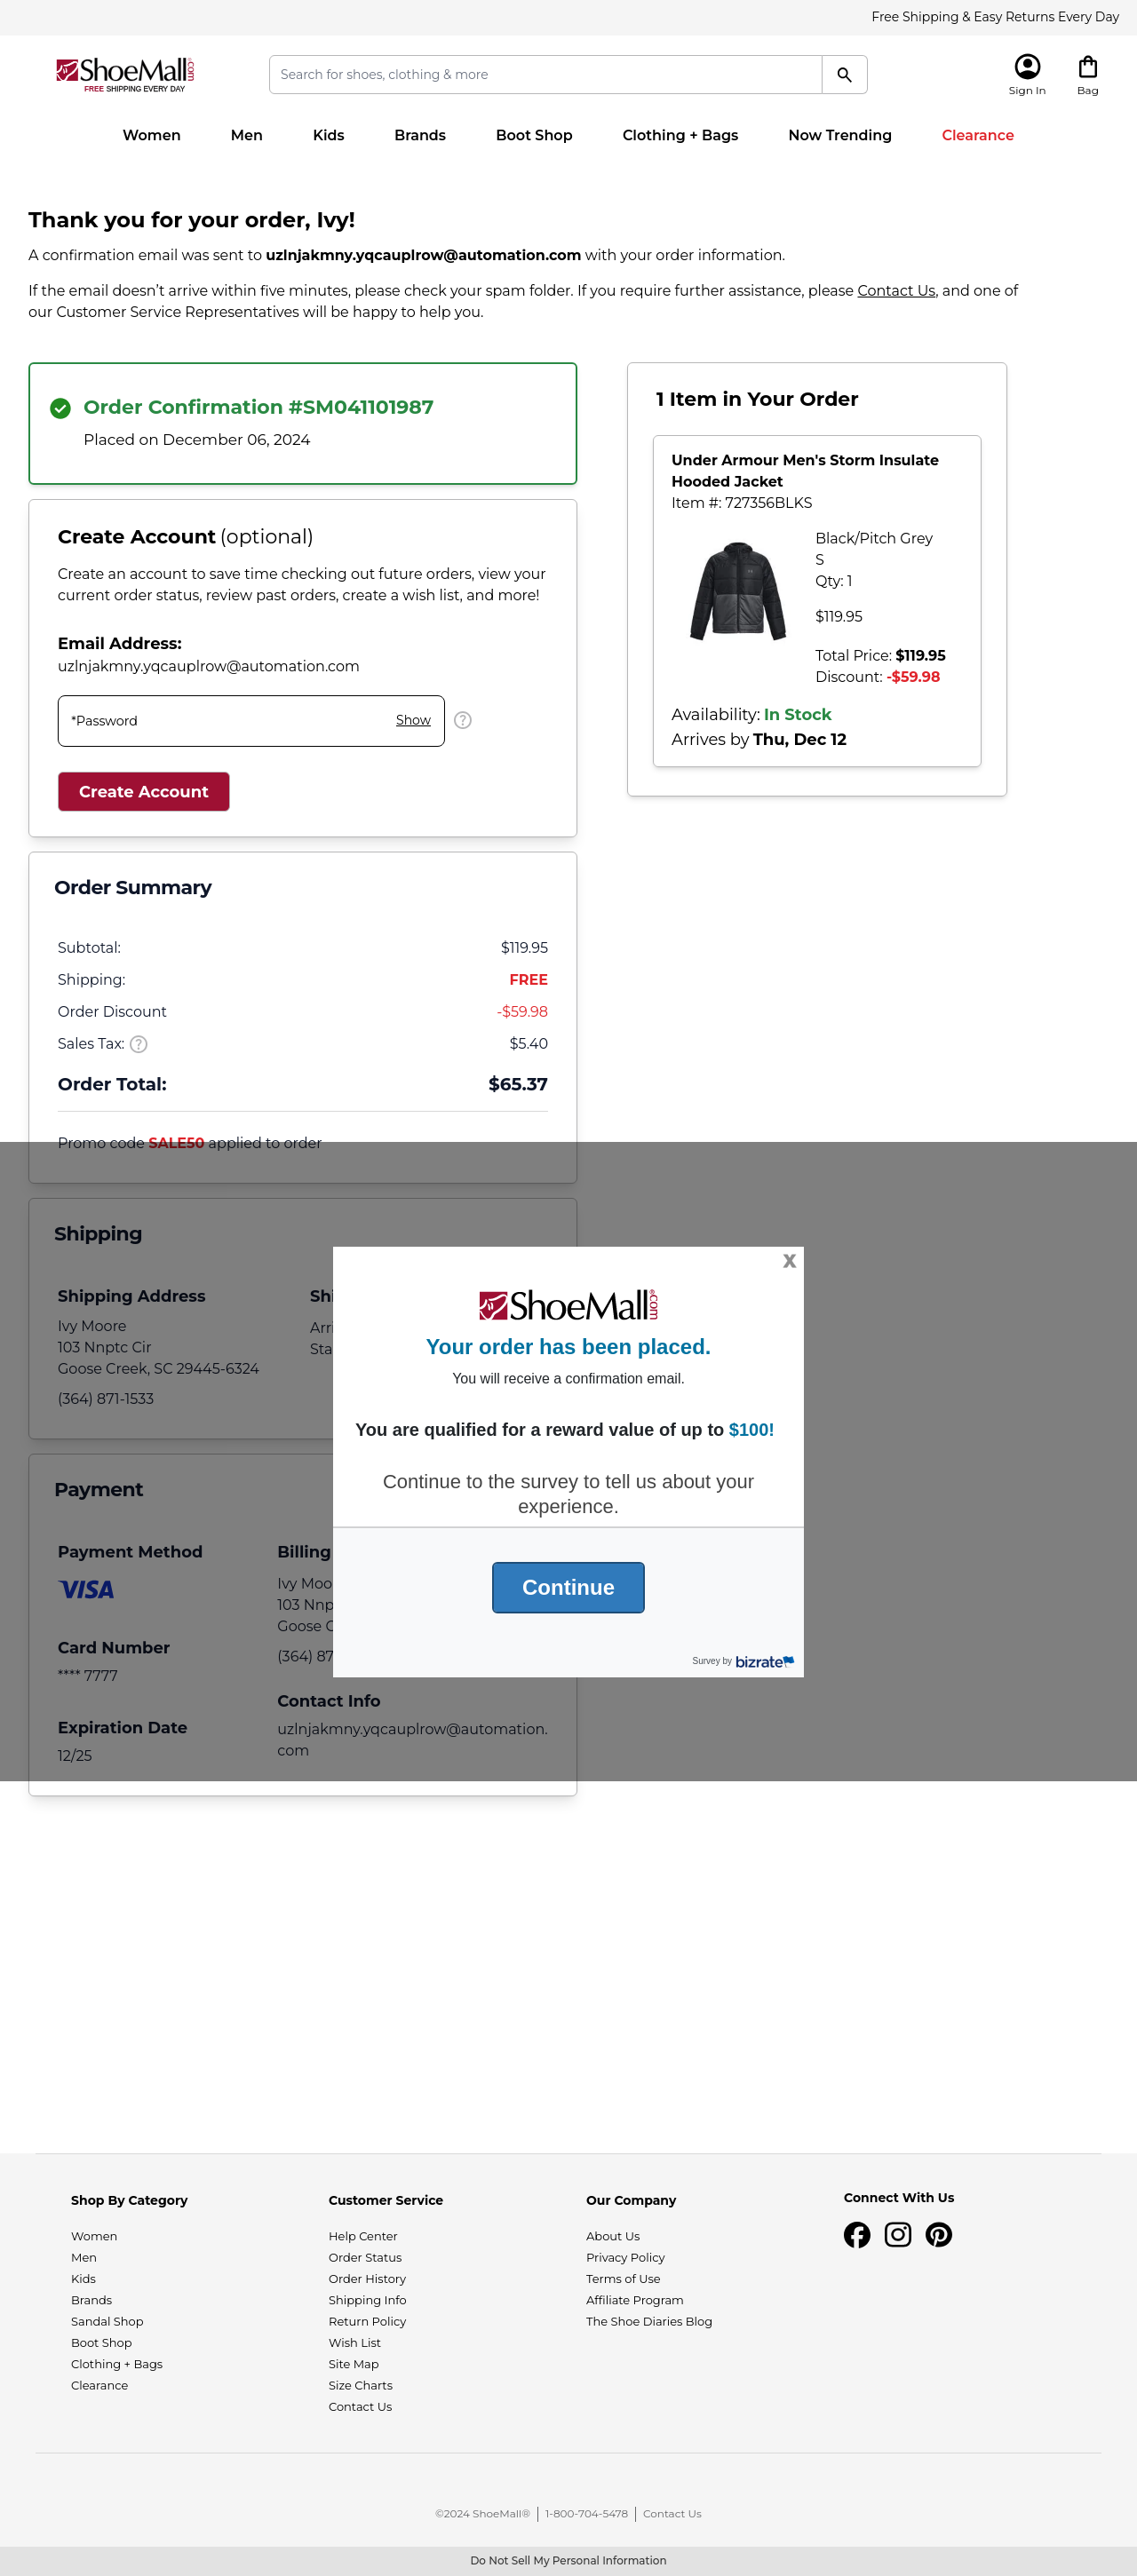 Free Shipping & Easy Returns Every Day
ShoeMall.com
FREE SHIPPING EVERY DAY
Search for shoes, clothing & more
Sign In
Bag
Women
Men
Kids
Brands
Boot Shop
Clothing + Bags
Now Trending
Clearance
Thank you for your order, Ivy!
A confirmation email was sent to uzlnjakmny.yqcauplrow@automation.com with your order information.
If the email doesn’t arrive within five minutes, please check your spam folder. If you require further assistance, please Contact Us, and one of
our Customer Service Representatives will be happy to help you.
Order Confirmation #SM041101987
Placed on December 06, 2024
Create Account (optional)
Create an account to save time checking out future orders, view your
current order status, review past orders, create a wish list, and more!
Email Address:
uzlnjakmny.yqcauplrow@automation.com
*Password
Show
?
Create Account
1 Item in Your Order
Under Armour Men's Storm Insulate
Hooded Jacket
Item #: 727356BLKS
Black/Pitch Grey
S
Qty: 1
$119.95
Total Price: $119.95
Discount: -$59.98
Availability: In Stock
Arrives by Thu, Dec 12
Order Summary
Subtotal: $119.95
Shipping: FREE
Order Discount -$59.98
Sales Tax: ? $5.40
Order Total: $65.37
Promo code SALE50 applied to order
Shipping
Shipping Address
Ivy Moore
103 Nnptc Cir
Goose Creek, SC 29445-6324
(364) 871-1533
Shi
Arri
Sta
Payment
Payment Method
VISA
Card Number
**** 7777
Expiration Date
12/25
Billing
Ivy Moo
103 Nnp
Goose C
(364) 87
Contact Info
uzlnjakmny.yqcauplrow@automation.
com
X
ShoeMall.com
Your order has been placed.
You will receive a confirmation email.
You are qualified for a reward value of up to $100!
Continue to the survey to tell us about your
experience.
Continue
Survey by bizrate
Shop By Category
Women
Men
Kids
Brands
Sandal Shop
Boot Shop
Clothing + Bags
Clearance
Customer Service
Help Center
Order Status
Order History
Shipping Info
Return Policy
Wish List
Site Map
Size Charts
Contact Us
Our Company
About Us
Privacy Policy
Terms of Use
Affiliate Program
The Shoe Diaries Blog
Connect With Us
©2024 ShoeMall® | 1-800-704-5478 | Contact Us
Do Not Sell My Personal Information